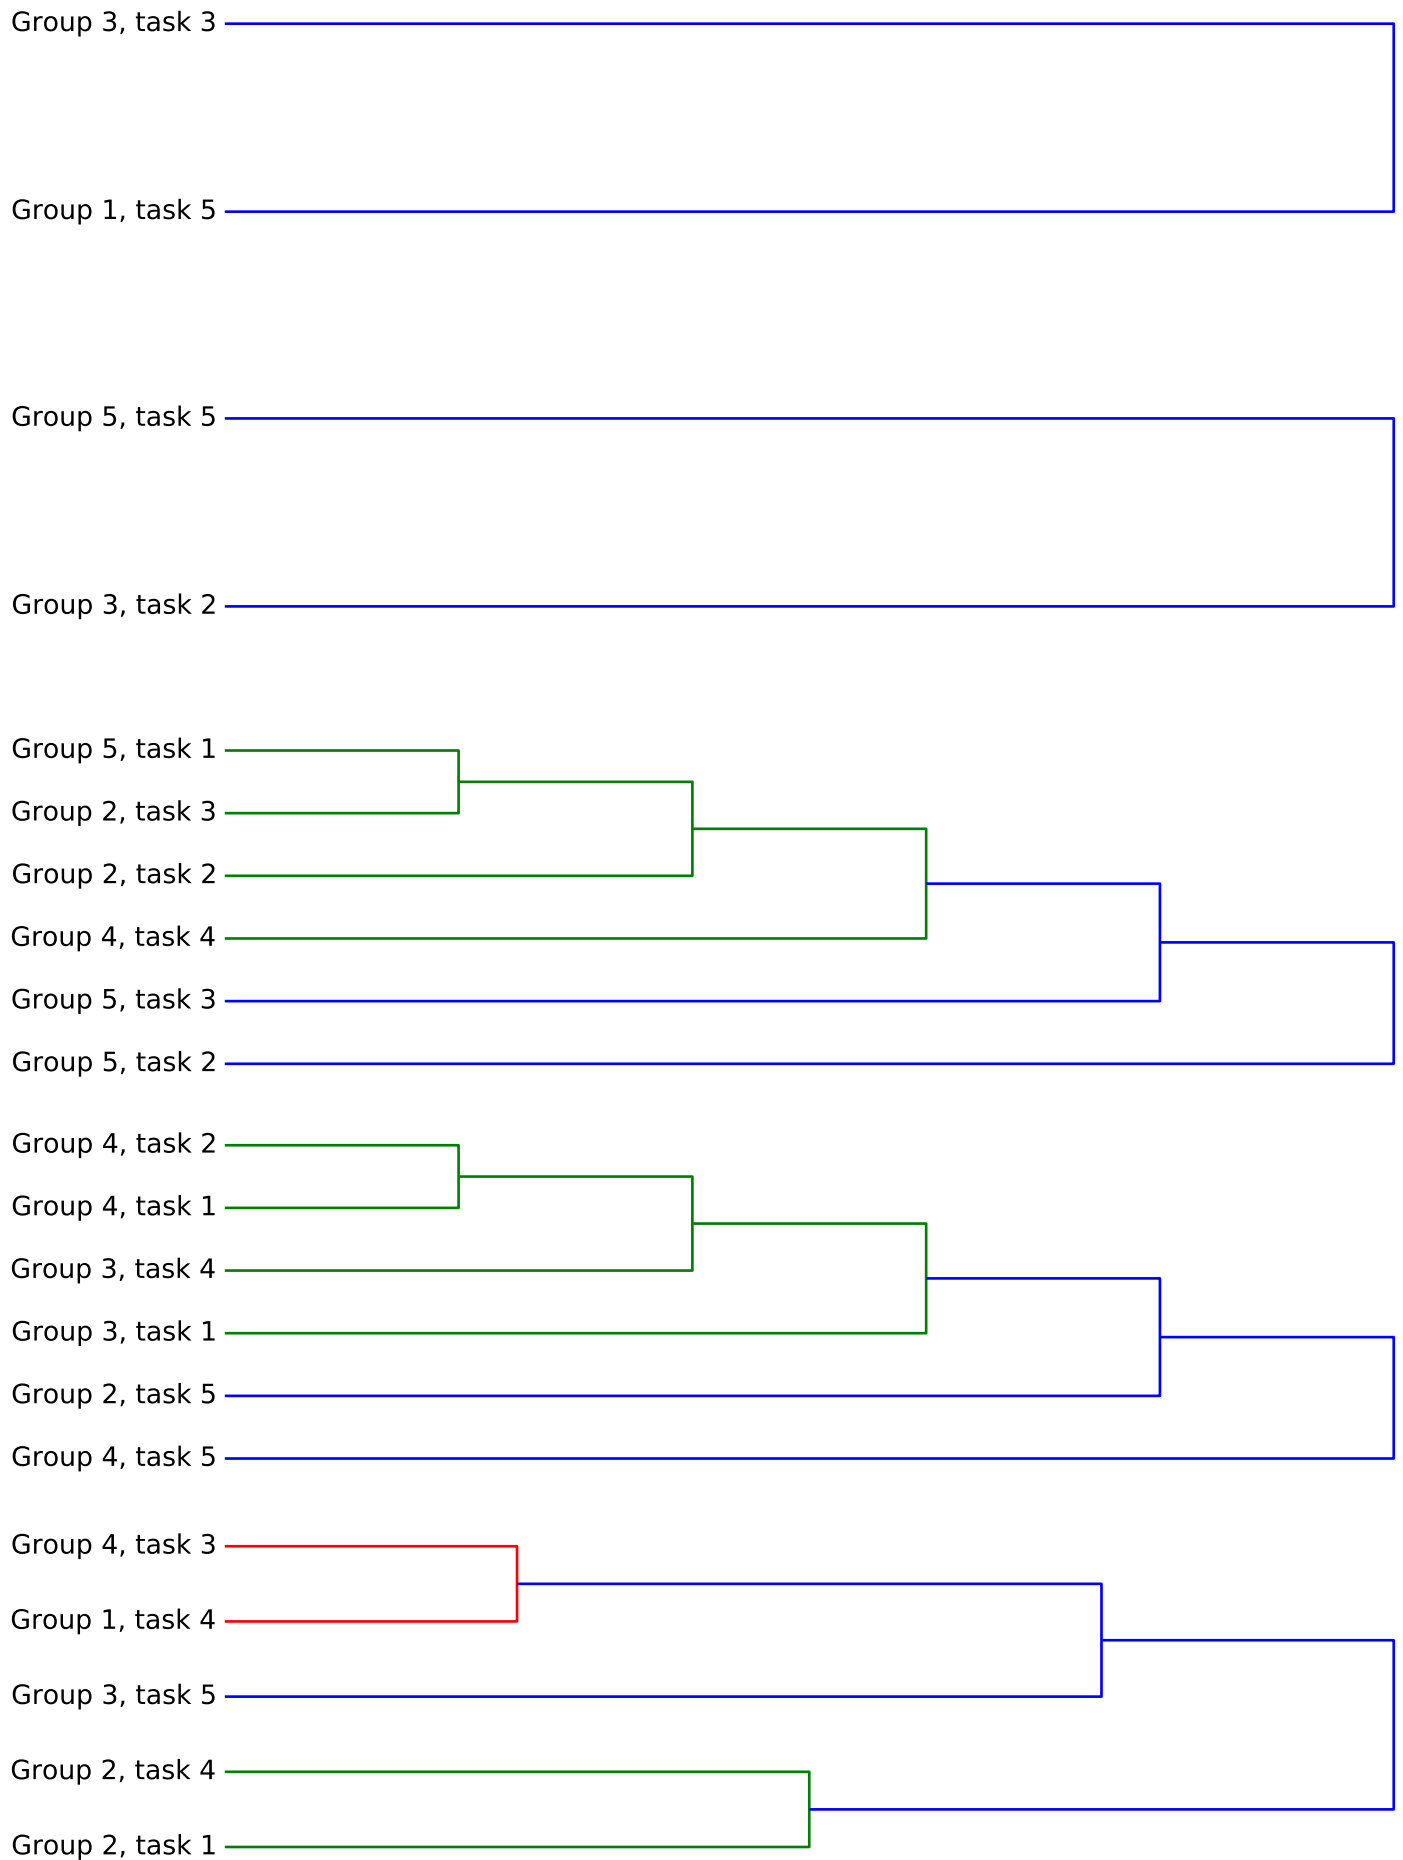 Group 3, task 3
Group 1, task 5
Group 5, task 5
Group 3, task 2
Group 5, task 1
Group 2, task 3
Group 2, task 2
Group 4, task 4
Group 5, task 3
Group 5, task 2
Group 4, task 2
Group 4, task 1
Group 3, task 4
Group 3, task 1
Group 2, task 5
Group 4, task 5
Group 4, task 3
Group 1, task 4
Group 3, task 5
Group 2, task 4
Group 2, task 1